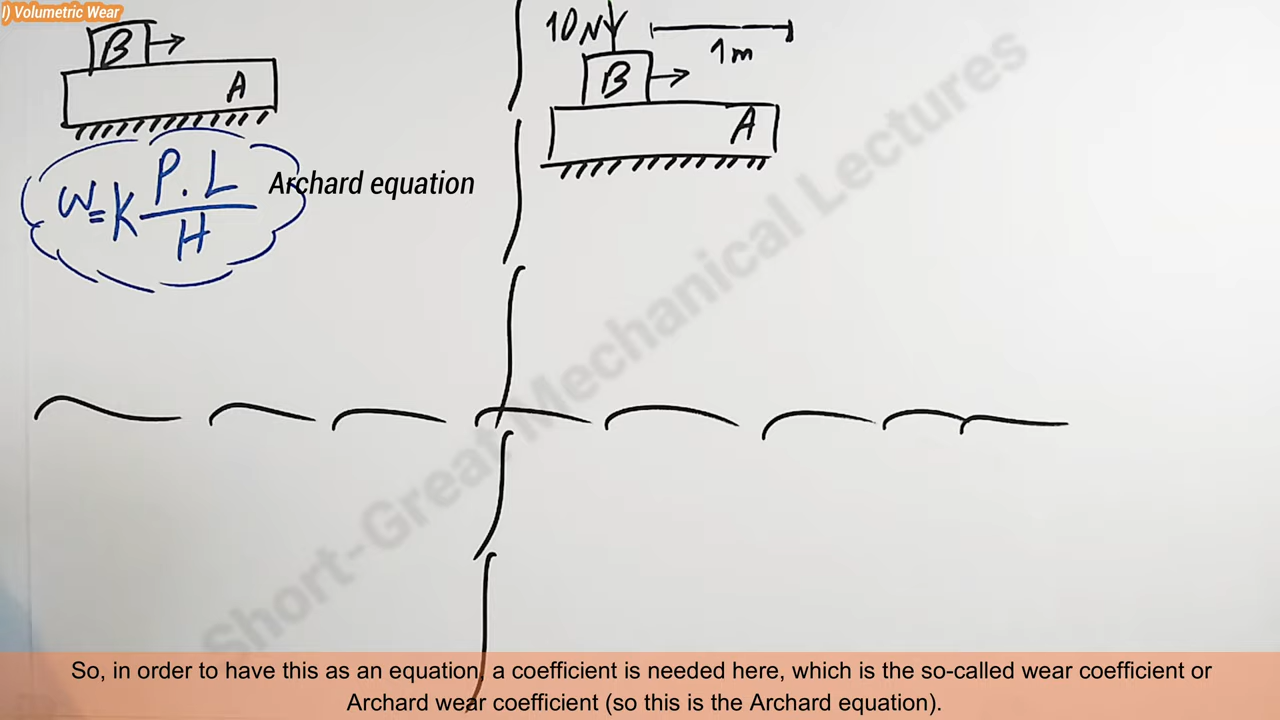 I) Volumetric Wear
B
A
W=K P.L
H
Archard equation
10N
1m
B
A
Short-Great Mechanical Lectures
So, in order to have this as an equation, a coefficient is needed here, which is the so-called wear coefficient or
Archard wear coefficient (so this is the Archard equation).